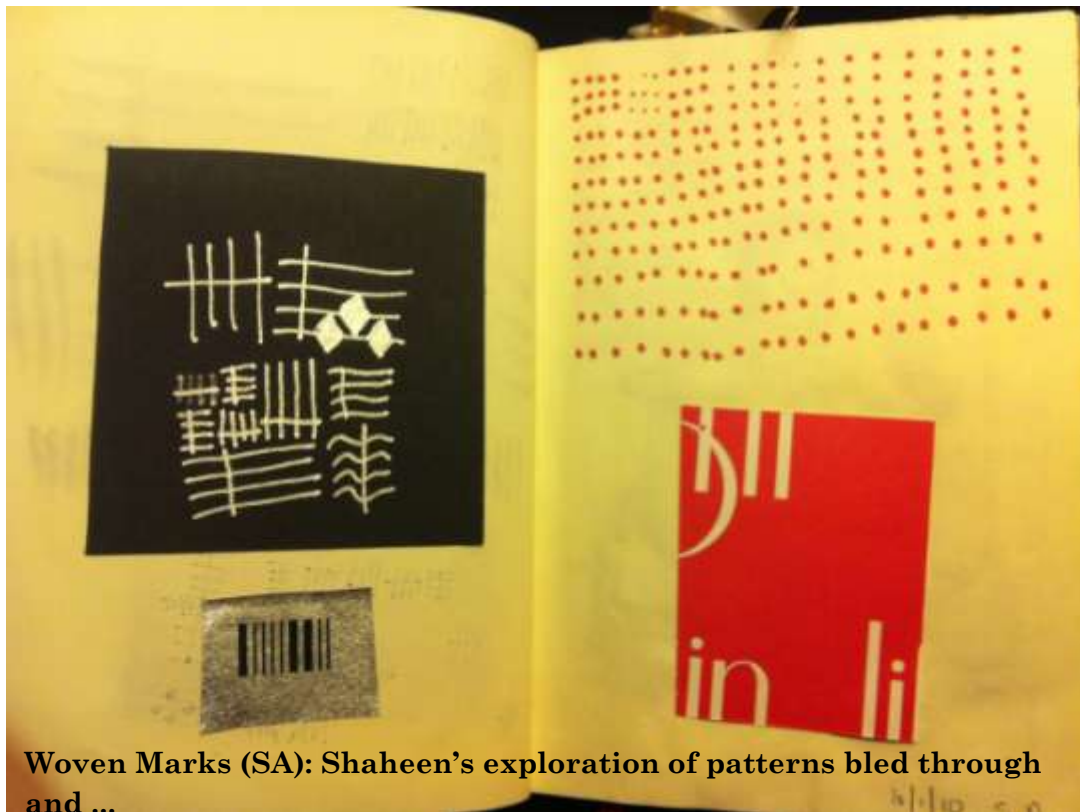 in li
Woven Marks (SA): Shaheen’s exploration of patterns bled through
and ...